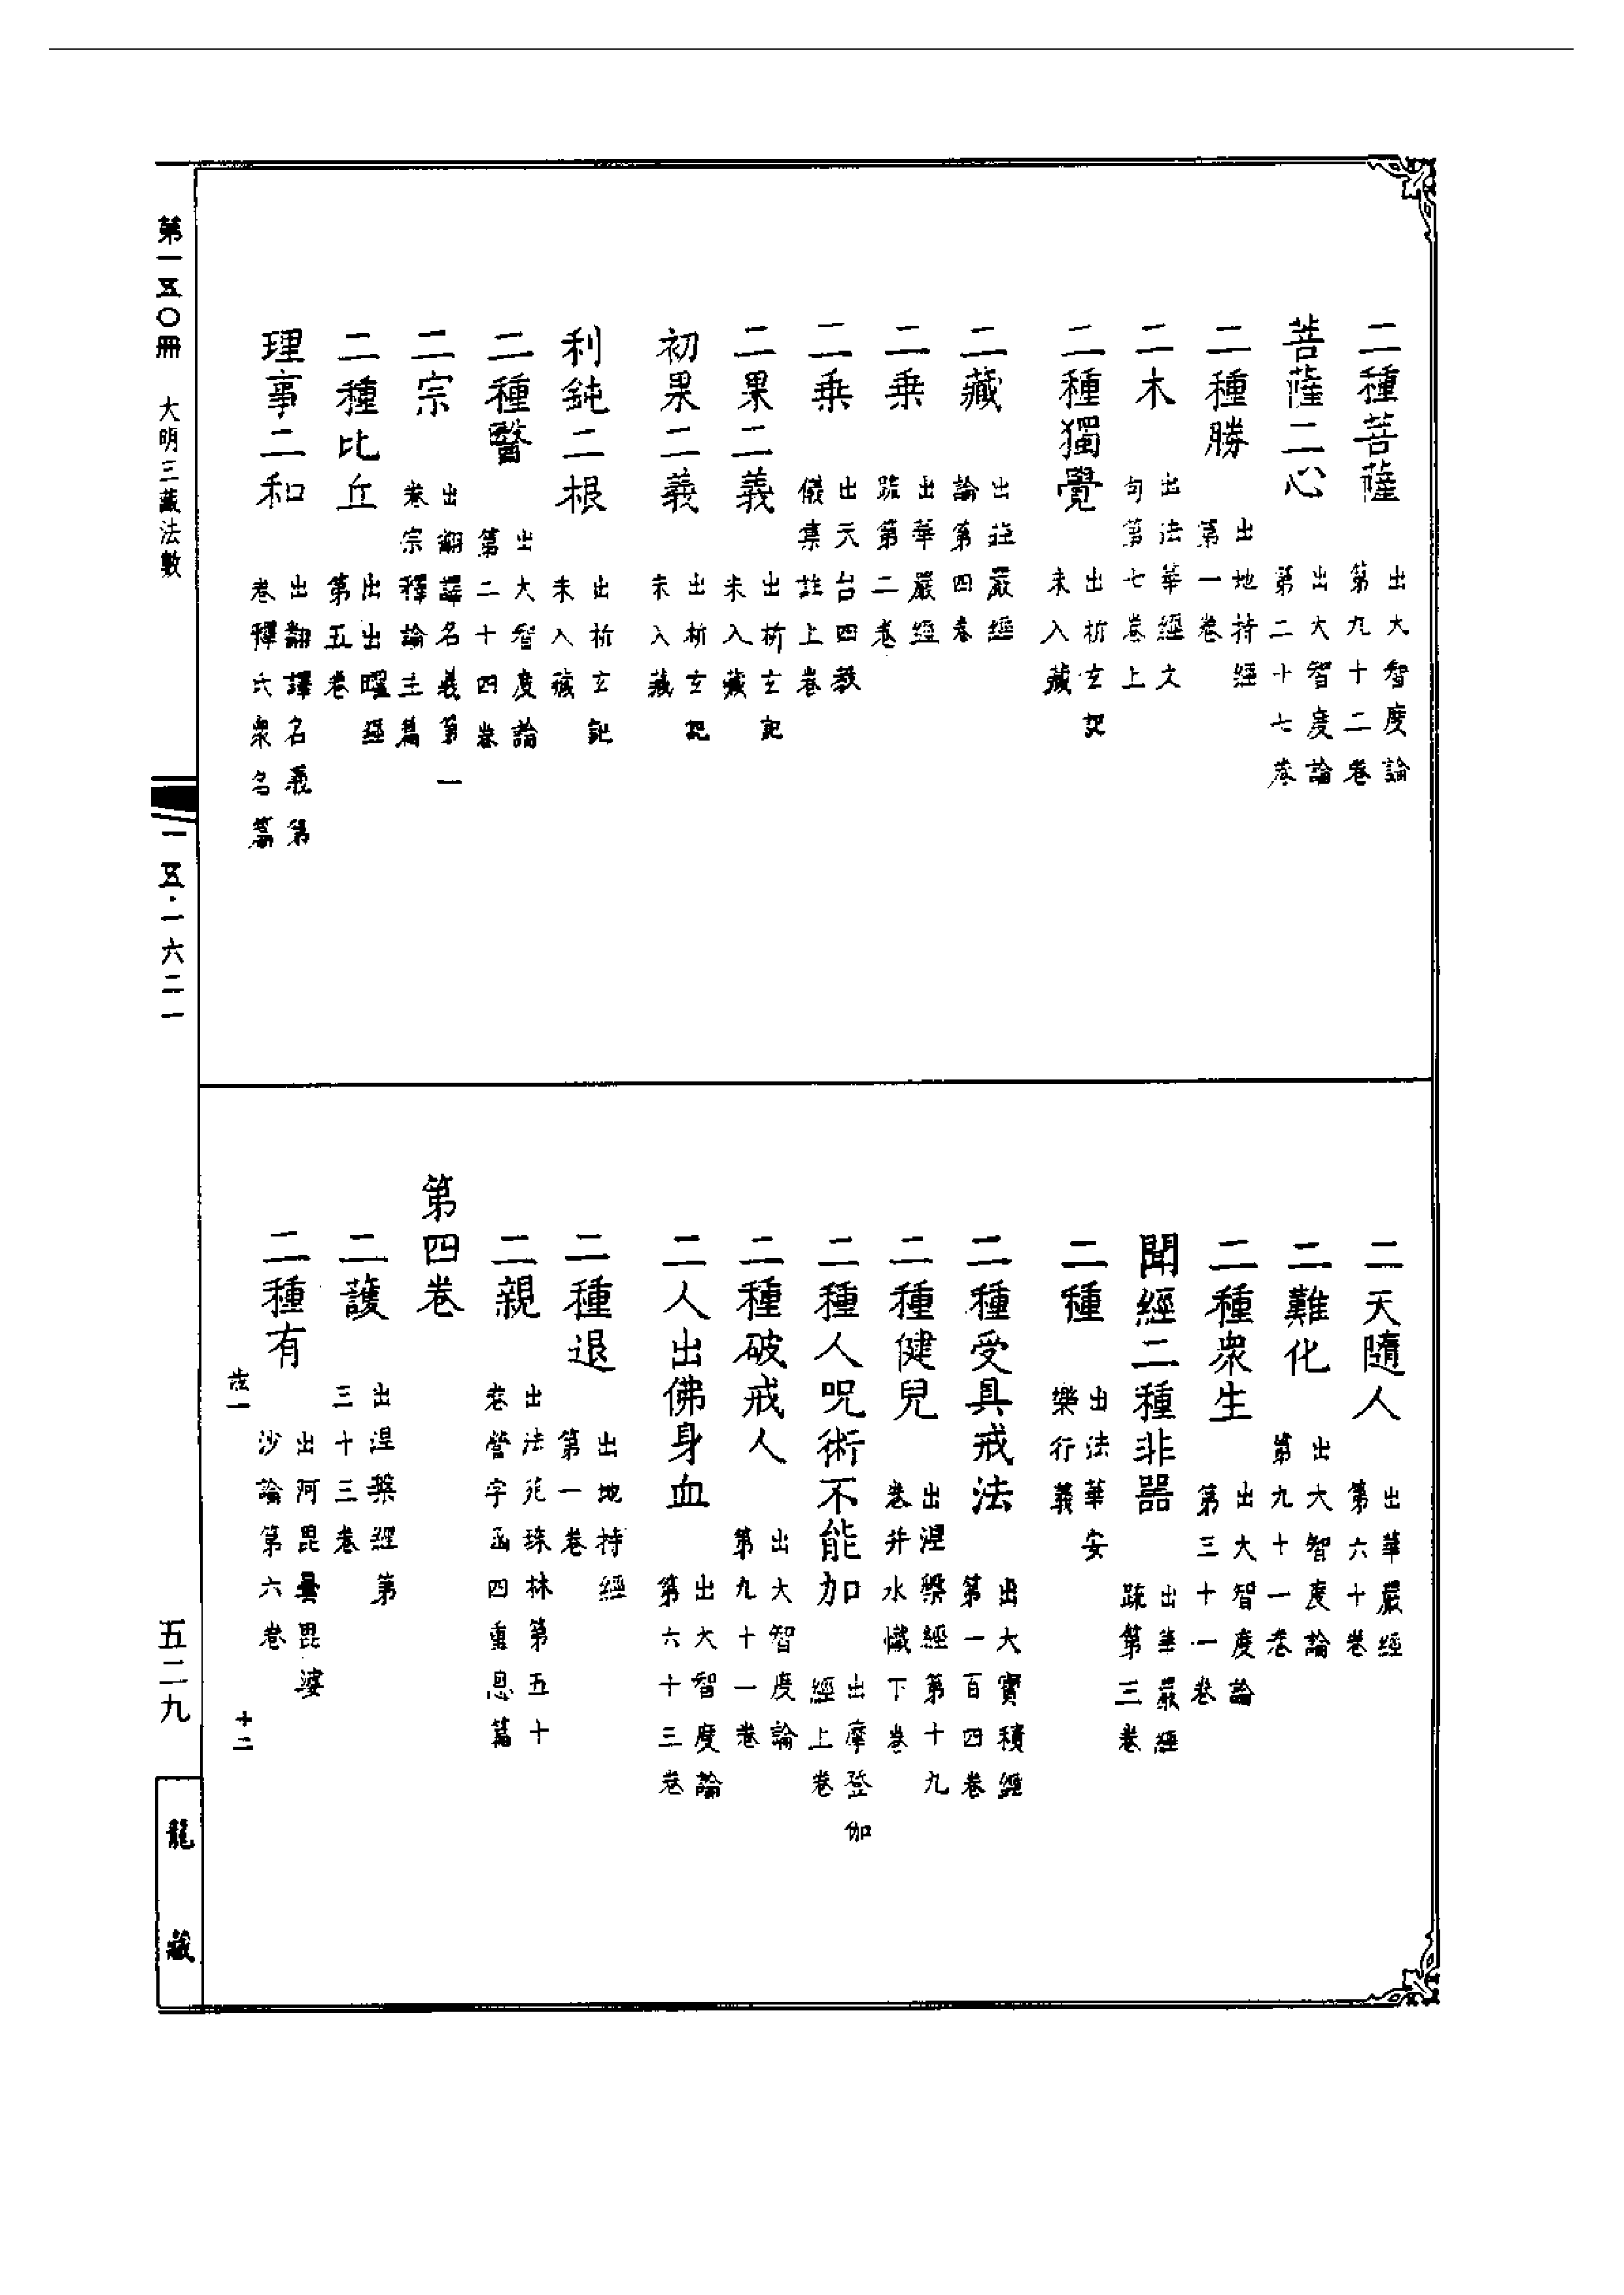 二種菩薩 出大智度論第九十二卷
菩薩二心 出大智度論第二十七卷
二種勝 出地持經第一卷
二木 出法華經文句第七卷上
二種獨覺 出析玄記未入藏
二藏 出莊嚴經論第四卷
二乗 出華嚴經䟽第二卷
二乗 出天台四教儀集註上卷
二果二義 出析玄記未入藏
初果二義 出析玄記未入藏
利鈍二根 出析玄記未入藏
二種醫 出大智度論第二十四卷
二宗 出翻譯名義第一卷宗釋論主篇
二種比丘 出出曜經第五卷
理事二和 出翻譯名義第卷釋氏衆名篇
二天隨人 出華嚴經第六十卷
二難化 出大智度論第九十一卷
二種衆生 出大智度論第三十一卷
聞經二種非器 出華嚴經疏第三卷
二種 出法華安樂行義
二種受具戒法 出大寶積經第一百四卷
二種健兒 出涅槃經第十九卷并水懺下卷
二種人呪術不能加 出摩登伽經上卷
二種破戒人 出大智度論第九十一卷
二人出佛身血 出大智度論第六十三卷
二種退 出地持經第一卷
二親 出法苑珠林第五十卷營字函四重恩篇
第四卷
二護 出涅槃經第三十三卷
二種有 出阿毘曇毘婆沙論第六卷
十二
第一五〇冊 大明三藏法數
一五·一六二一
五二九
龍藏